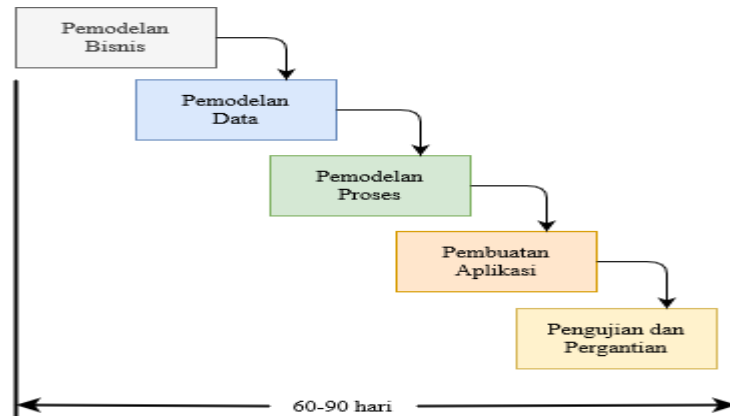 Pemodelan
Bisnis
Pemodelan
Data
Pemodelan
Proses
Pembuatan
Aplikasi
Pengujian dan
Pergantian
60-90 hari